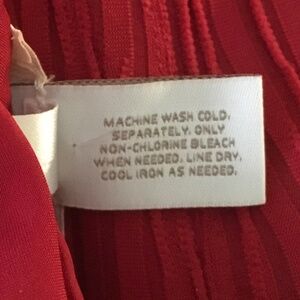 MACHINE WASH COLD,
SEPARATELY. ONLY
NON-CHLORINE BLEACH
WHEN NEEDED. LINE DRY.
COOL IRON AS NEEDED.